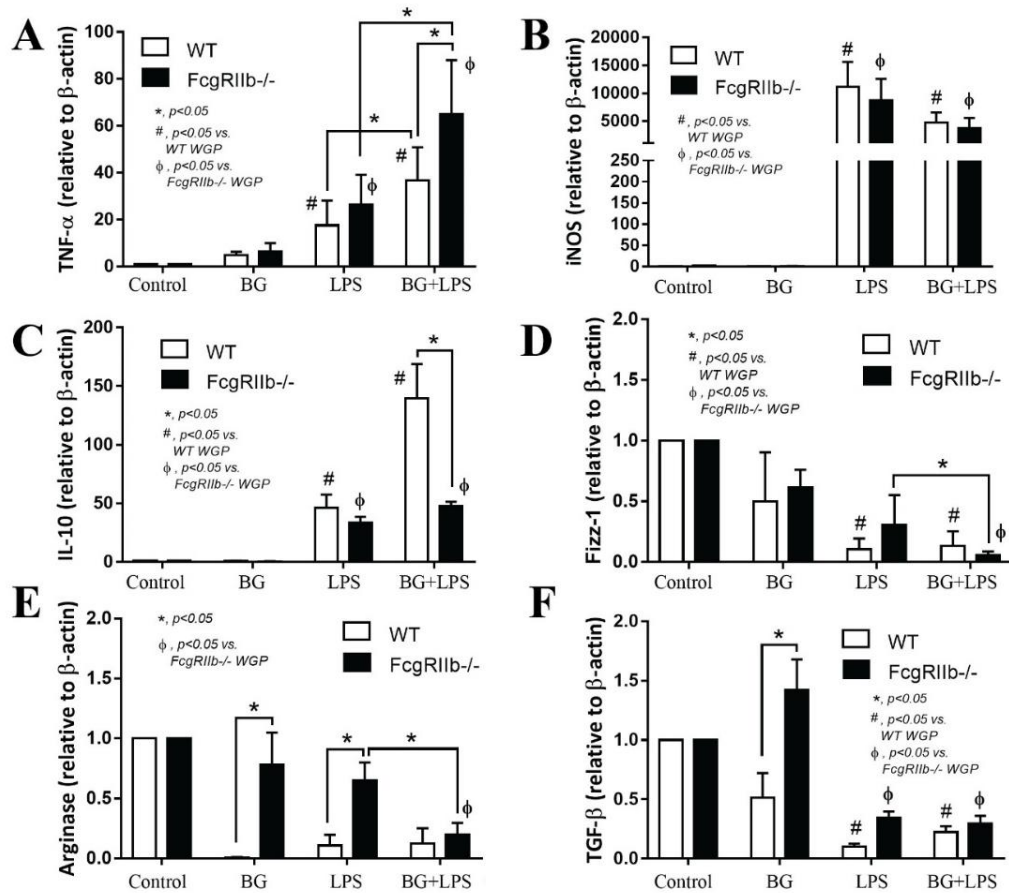 A
TNF-α (relative to β-actin)
100
80
60
40
20
0
WT
FcgRIIb-/-
*, p<0.05
#, p<0.05 vs.
WT WGP
ϕ, p<0.05 vs.
FcgRIIb-/- WGP
*
*
*
#
ϕ
#
ϕ
Control BG LPS BG+LPS
B
iNOS (relative to β-actin)
20000
15000
10000
5000
250
200
150
100
50
0
WT
FcgRIIb-/-
#, p<0.05 vs.
WT WGP
ϕ, p<0.05 vs.
FcgRIIb-/- WGP
# ϕ # ϕ
Control BG LPS BG+LPS
C
IL-10 (relative to β-actin)
200
150
100
50
0
WT
FcgRIIb-/-
*, p<0.05
#, p<0.05 vs.
WT WGP
ϕ, p<0.05 vs.
FcgRIIb-/- WGP
*
# ϕ # ϕ
Control BG LPS BG+LPS
D
Fizz-1 (relative to β-actin)
2.0
1.5
1.0
0.5
0.0
*, p<0.05
#, p<0.05 vs.
WT WGP
ϕ, p<0.05 vs.
FcgRIIb-/- WGP
WT
FcgRIIb-/-
*
# # ϕ
Control BG LPS BG+LPS
E
Arginase (relative to β-actin)
2.0
1.5
1.0
0.5
0.0
*, p<0.05
ϕ, p<0.05 vs.
FcgRIIb-/- WGP
WT
FcgRIIb-/-
* * *
ϕ
Control BG LPS BG+LPS
F
TGF-β (relative to β-actin)
2.0
1.5
1.0
0.5
0.0
WT
FcgRIIb-/-
*, p<0.05
#, p<0.05 vs.
WT WGP
ϕ, p<0.05 vs.
FcgRIIb-/- WGP
*
# ϕ # ϕ
Control BG LPS BG+LPS